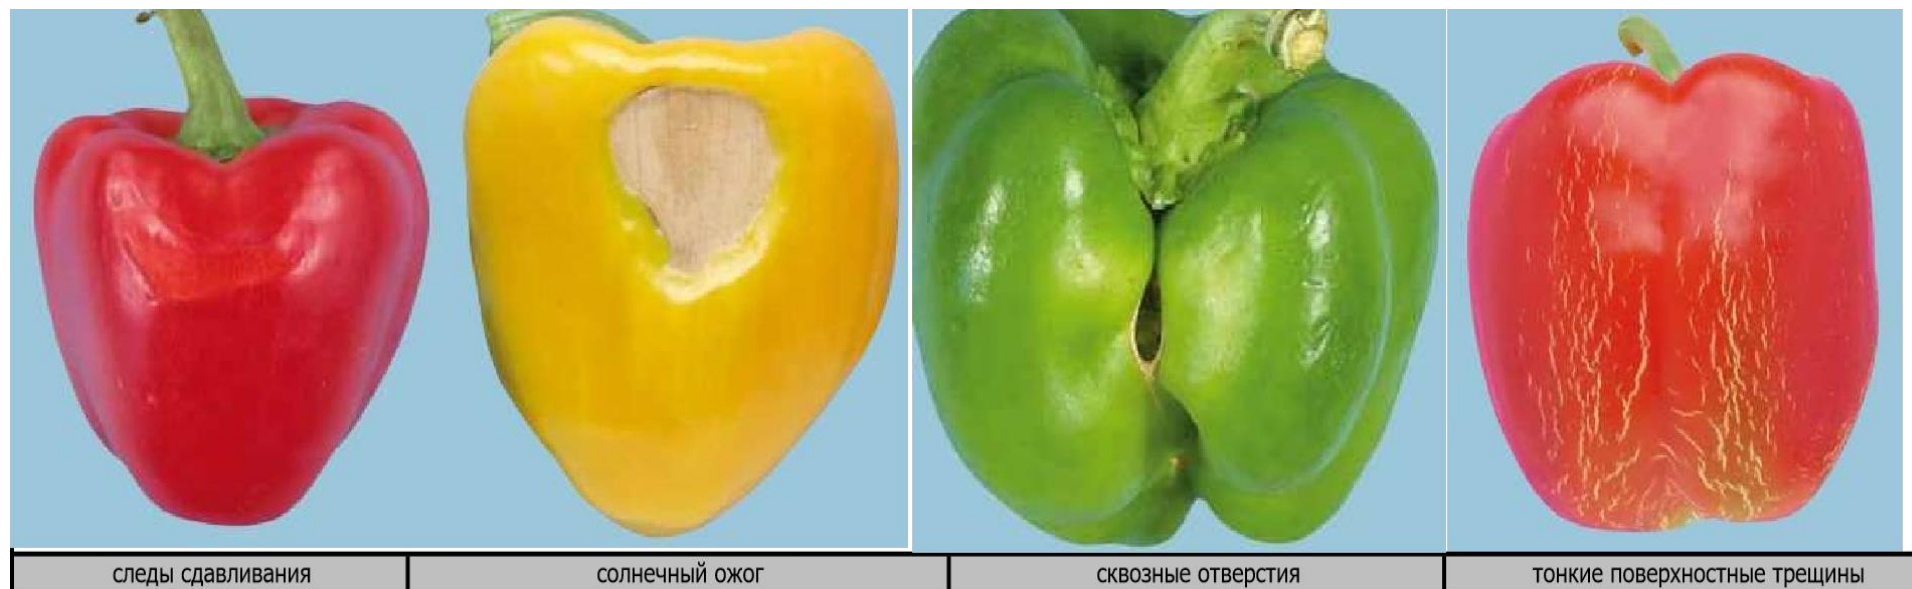 следы сдавливания
солнечный ожог
сквозные отверстия
тонкие поверхностные трещины